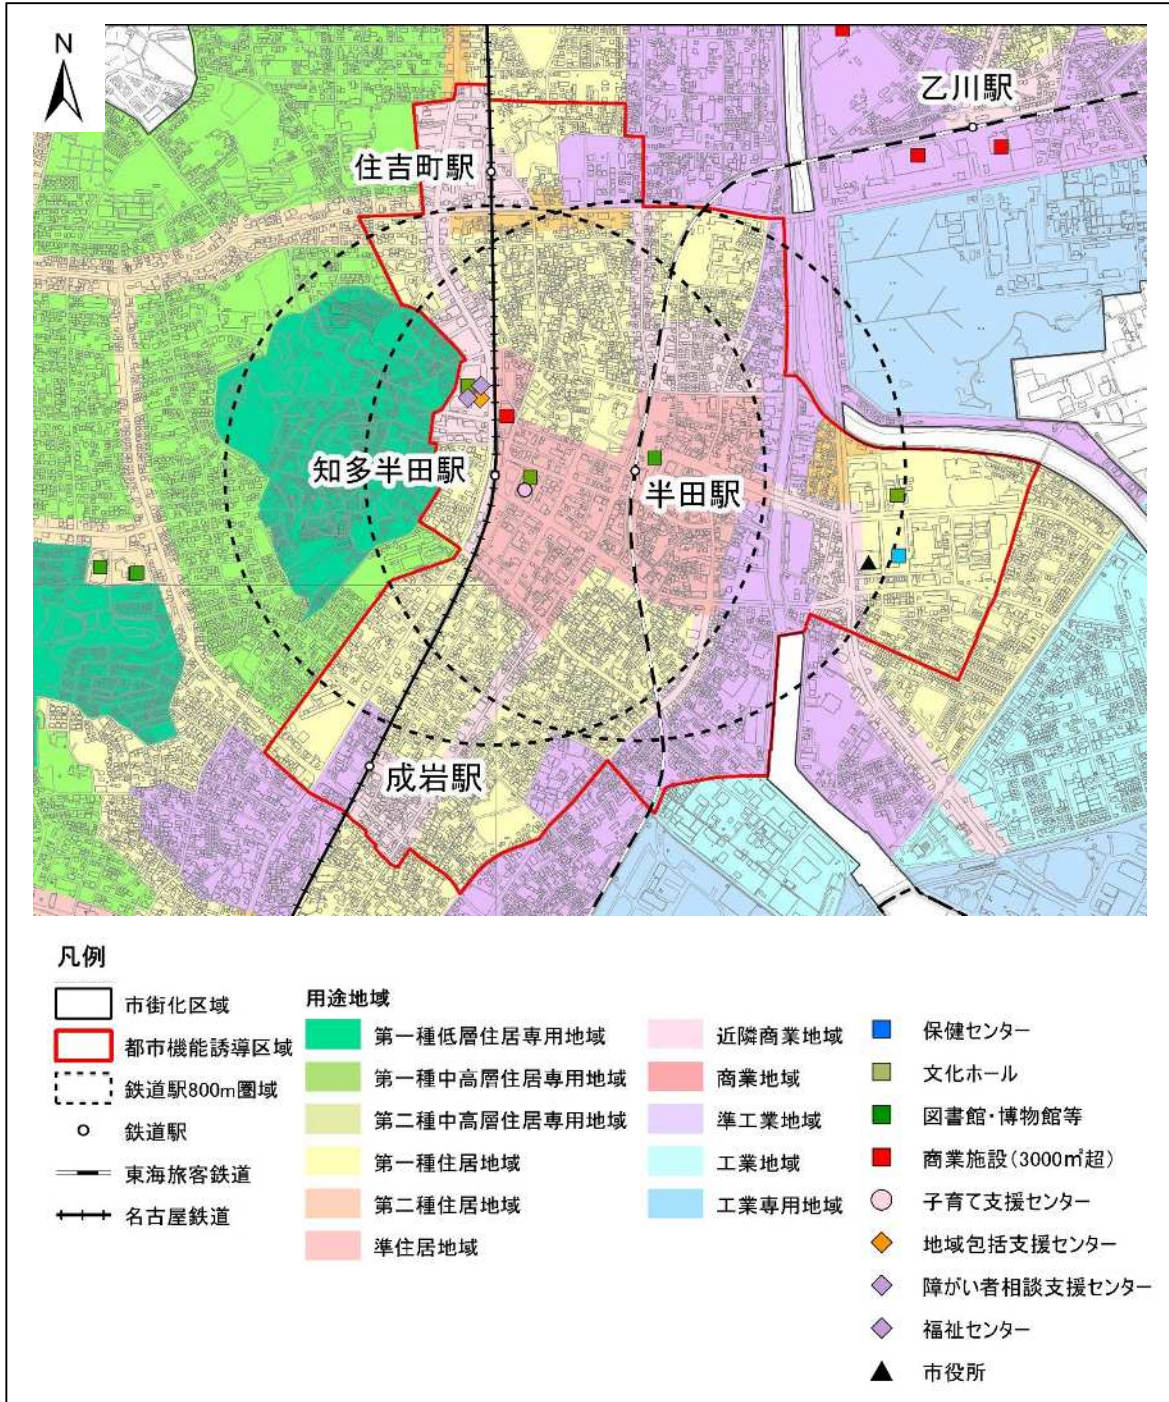 N
乙川駅
住吉町駅
知多半田駅
半田駅
成岩駅
凡例
市街化区域
都市機能誘導区域
鉄道駅800m圏域
鉄道駅
東海旅客鉄道
名古屋鉄道
用途地域
第一種低層住居専用地域
第一種中高層住居専用地域
第二種中高層住居専用地域
第一種住居地域
第二種住居地域
準住居地域
近隣商業地域
商業地域
準工業地域
工業地域
工業専用地域
保健センター
文化ホール
図書館・博物館等
商業施設(3000㎡超)
子育て支援センター
地域包括支援センター
障がい者相談支援センター
福祉センター
市役所